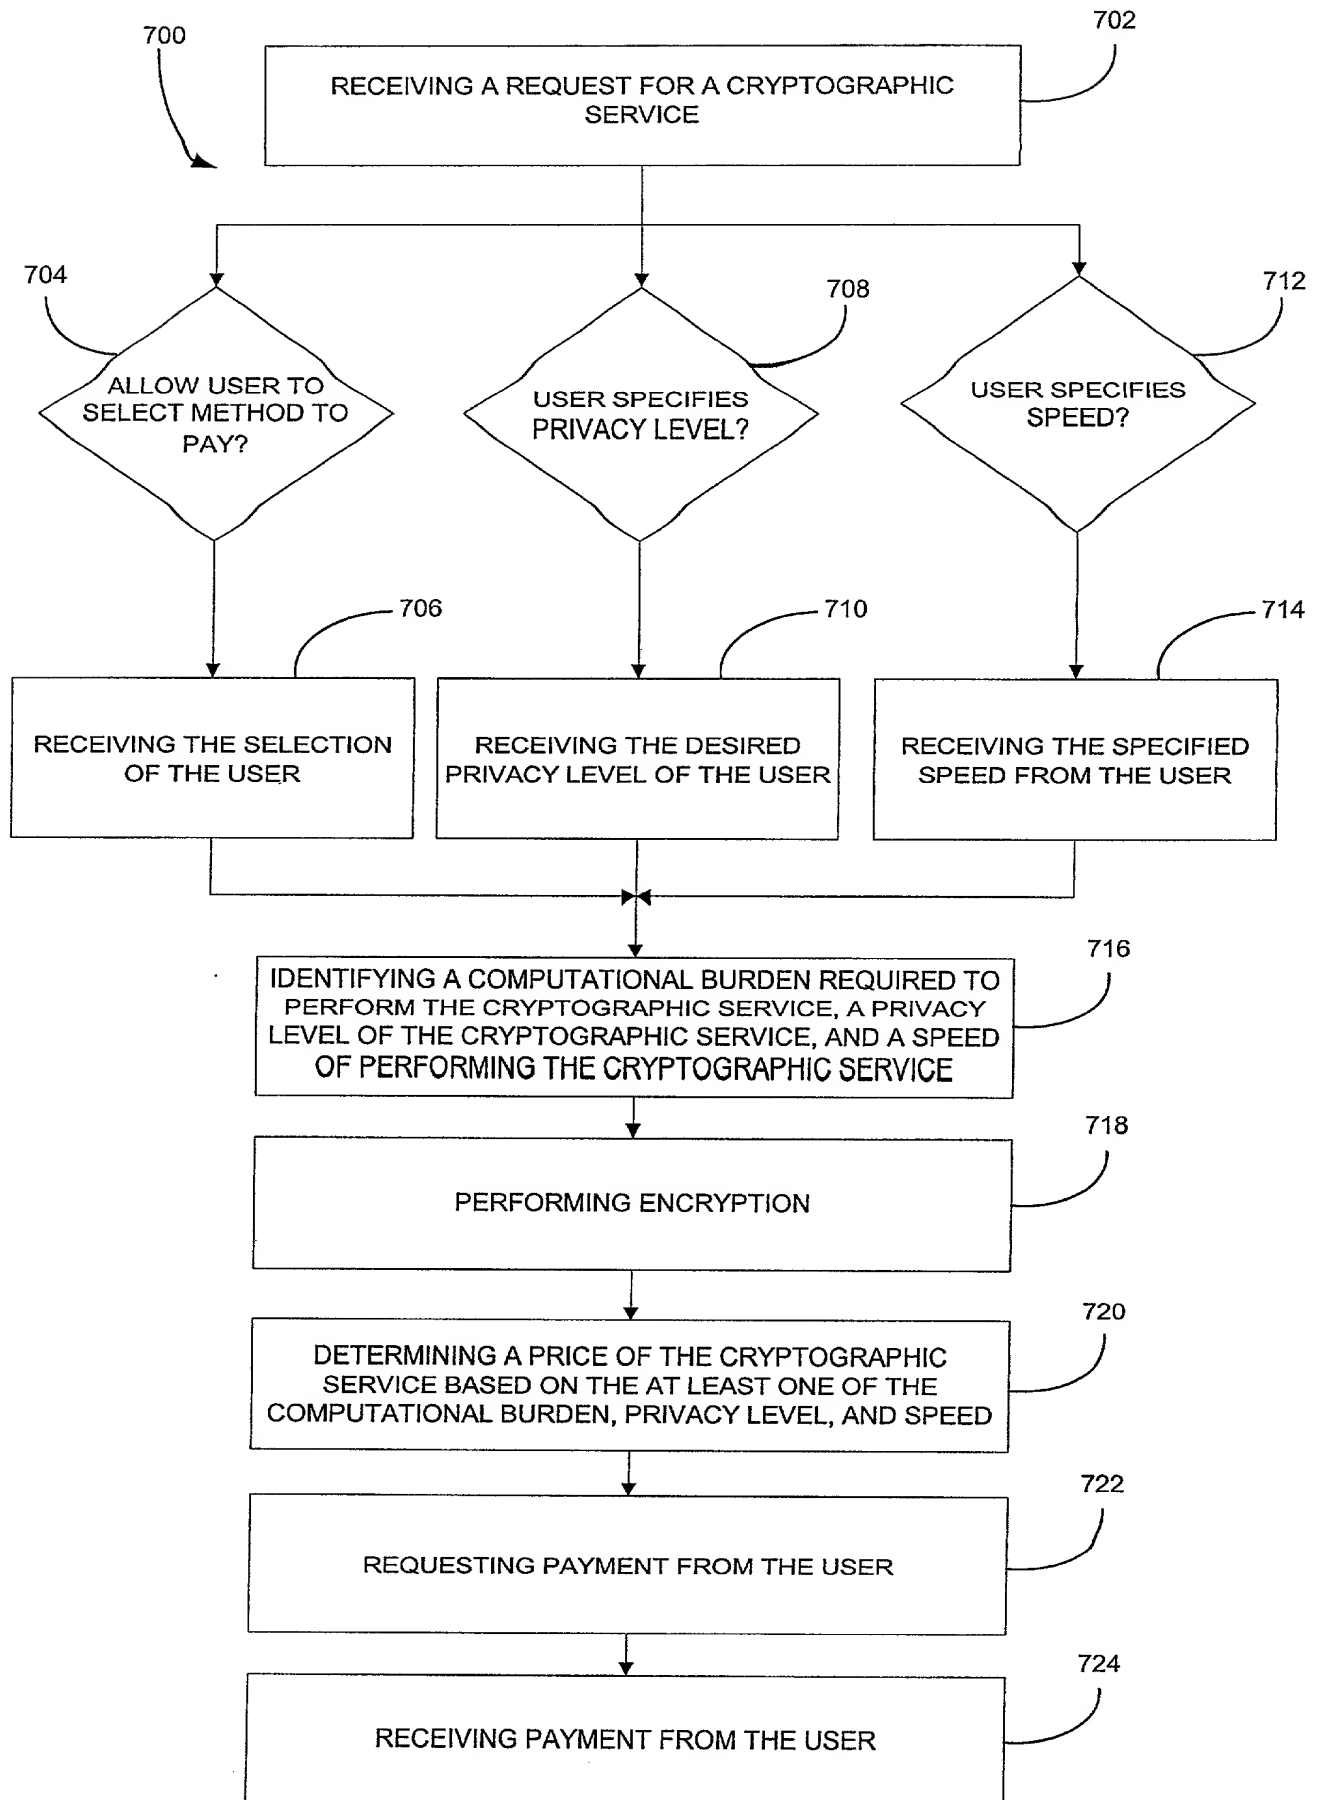 700
702
RECEIVING A REQUEST FOR A CRYPTOGRAPHIC
SERVICE
704
708
712
ALLOW USER TO
SELECT METHOD TO
PAY?
USER SPECIFIES
PRIVACY LEVEL?
USER SPECIFIES
SPEED?
706
710
714
RECEIVING THE SELECTION
OF THE USER
RECEIVING THE DESIRED
PRIVACY LEVEL OF THE USER
RECEIVING THE SPECIFIED
SPEED FROM THE USER
716
IDENTIFYING A COMPUTATIONAL BURDEN REQUIRED TO
PERFORM THE CRYPTOGRAPHIC SERVICE, A PRIVACY
LEVEL OF THE CRYPTOGRAPHIC SERVICE, AND A SPEED
OF PERFORMING THE CRYPTOGRAPHIC SERVICE
718
PERFORMING ENCRYPTION
720
DETERMINING A PRICE OF THE CRYPTOGRAPHIC
SERVICE BASED ON THE AT LEAST ONE OF THE
COMPUTATIONAL BURDEN, PRIVACY LEVEL, AND SPEED
722
REQUESTING PAYMENT FROM THE USER
724
RECEIVING PAYMENT FROM THE USER